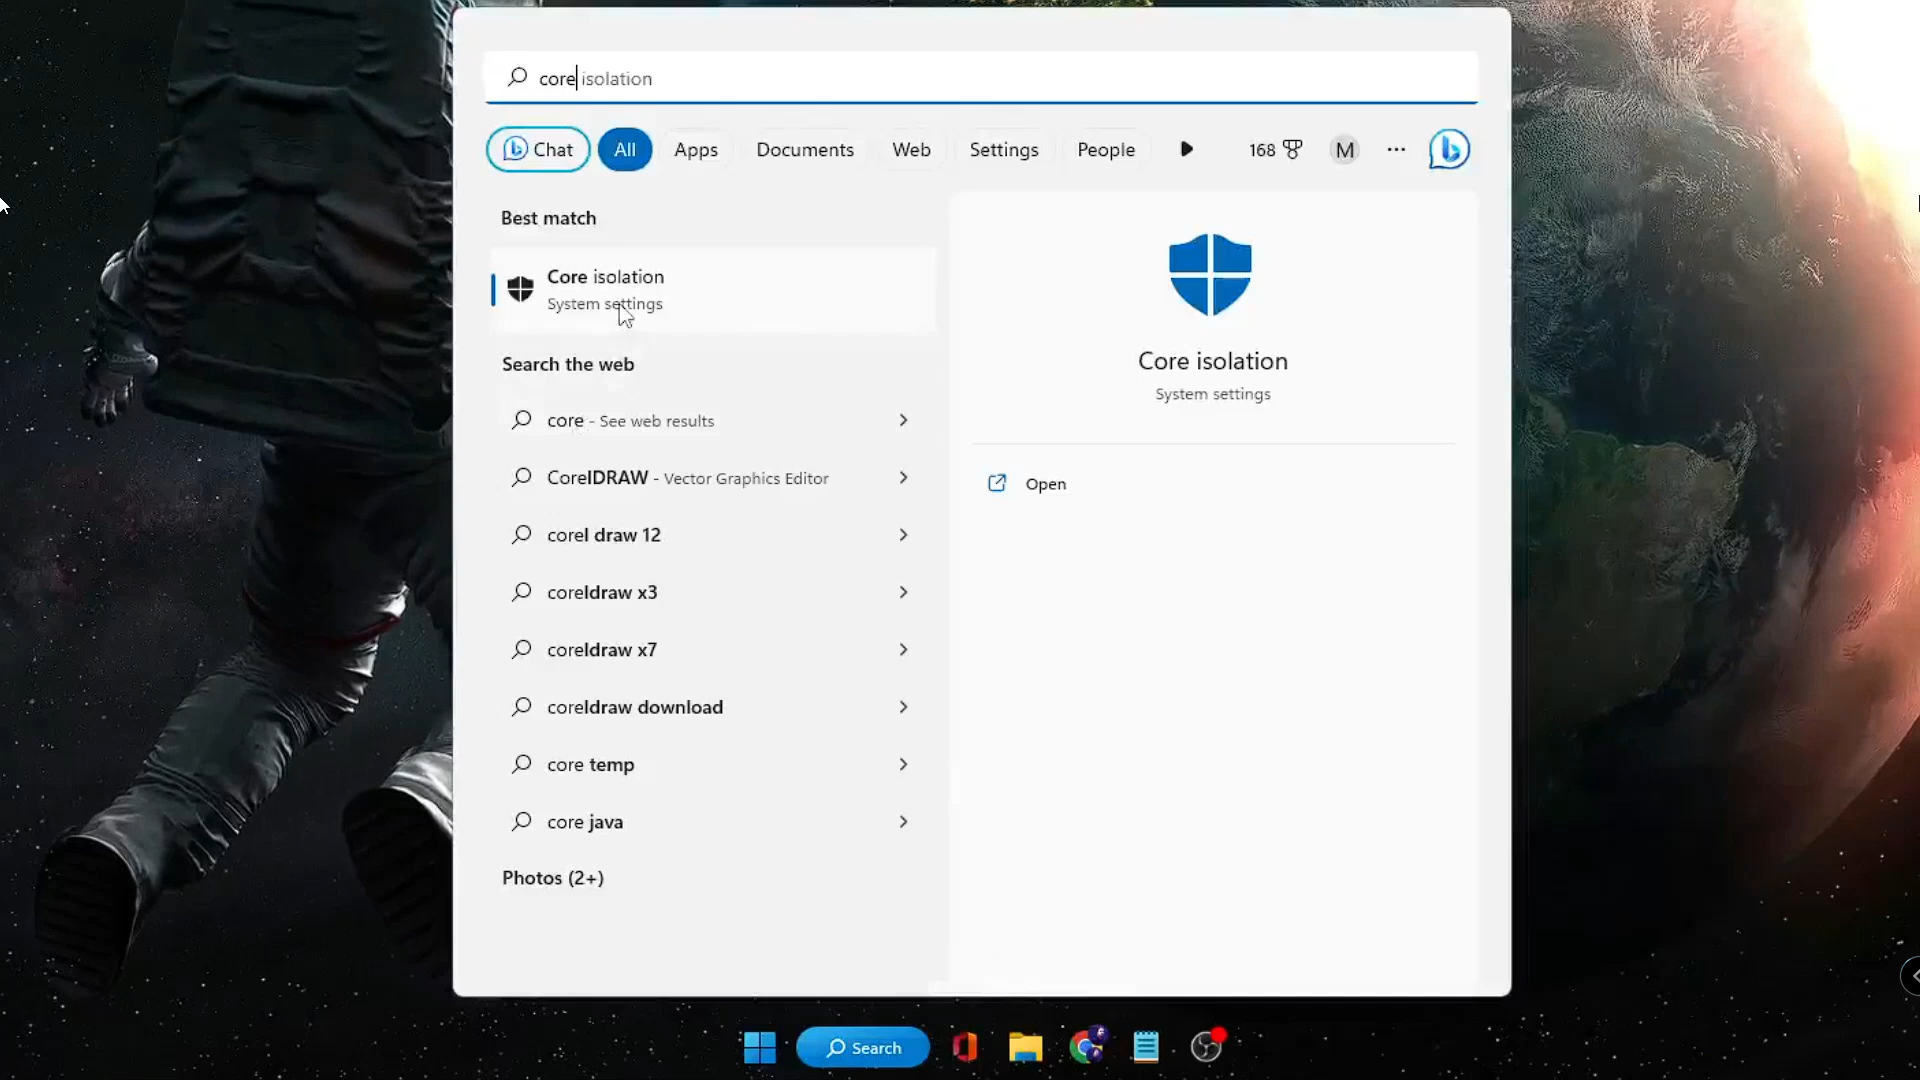 core isolation
Chat
All
Apps
Documents
Web
Settings
People
168
M
Best match
Core isolation
System settings
Search the web
core - See web results
CorelDRAW - Vector Graphics Editor
corel draw 12
coreldraw x3
coreldraw x7
coreldraw download
core temp
core java
Photos (2+)
Core isolation
System settings
Open
Search